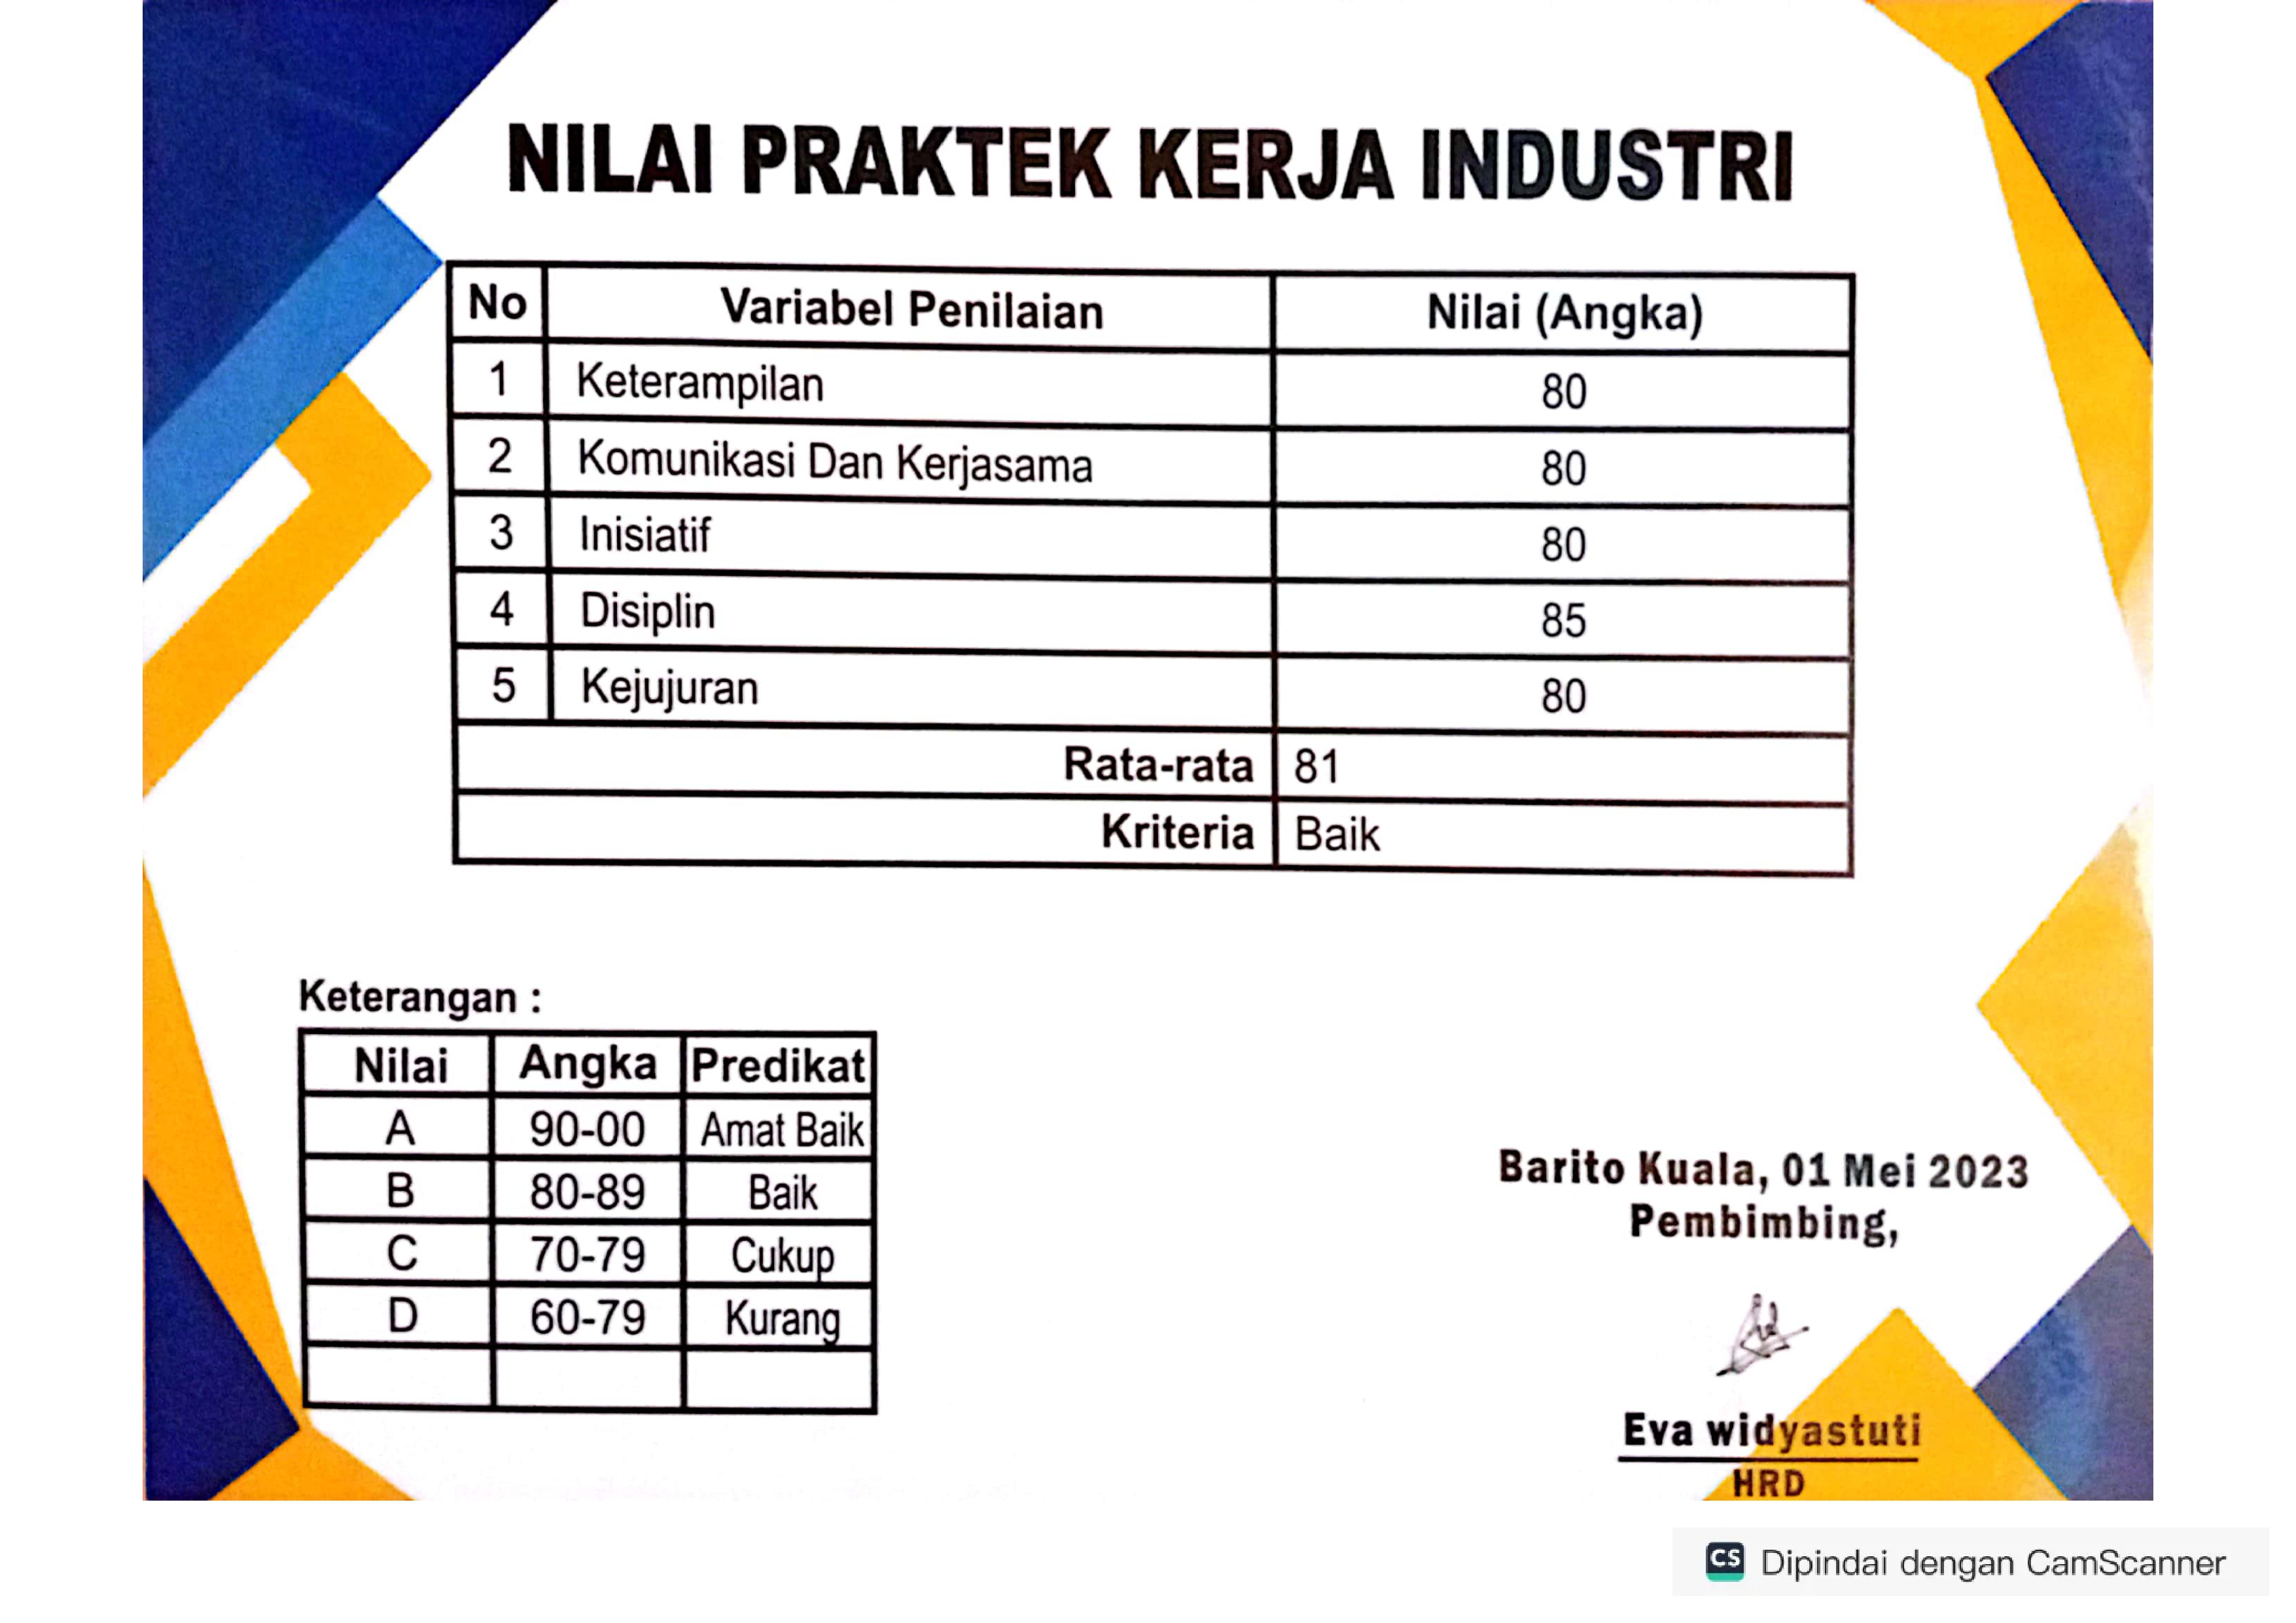 NILAI PRAKTEK KERJA INDUSTRI
No Variabel Penilaian Nilai (Angka)
1 Keterampilan 80
2 Komunikasi Dan Kerjasama 80
3 Inisiatif 80
4 Disiplin 85
5 Kejujuran 80
Rata-rata 81
Kriteria Baik
Keterangan :
Nilai Angka Predikat
A 90-00 Amat Baik
B 80-89 Baik
C 70-79 Cukup
D 60-79 Kurang
Barito Kuala, 01 Mei 2023
Pembimbing,
Eva widyastuti
HRD
CS Dipindai dengan CamScanner